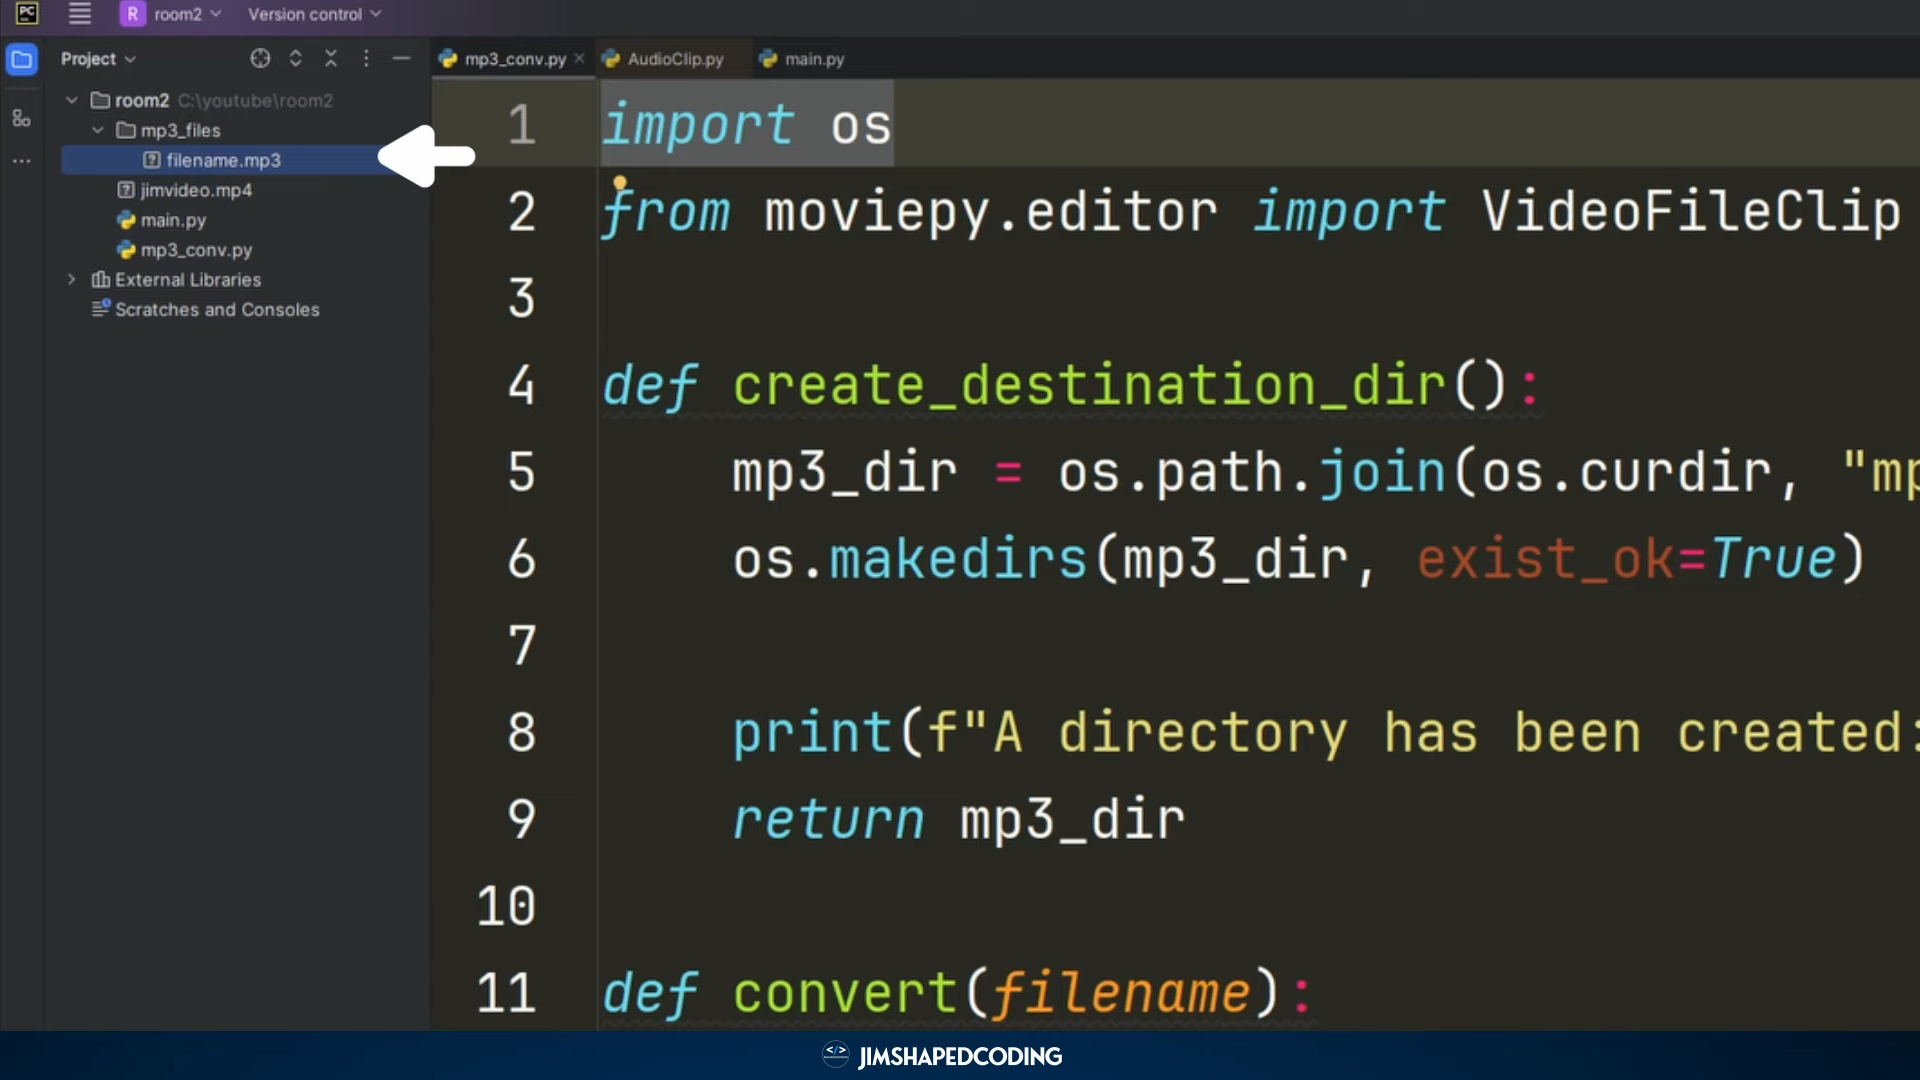 PC
R room2 Version control
Project
room2 C:\youtube\room2
mp3_files
filename.mp3
jimvideo.mp4
main.py
mp3_conv.py
External Libraries
Scratches and Consoles
mp3_conv.py AudioClip.py main.py
1 import os
2 from moviepy.editor import VideoFileClip
3
4 def create_destination_dir():
5 mp3_dir = os.path.join(os.curdir, "mp
6 os.makedirs(mp3_dir, exist_ok=True)
7
8 print(f"A directory has been created:
9 return mp3_dir
10
11 def convert(filename):
</> JIMSHAPEDCODING